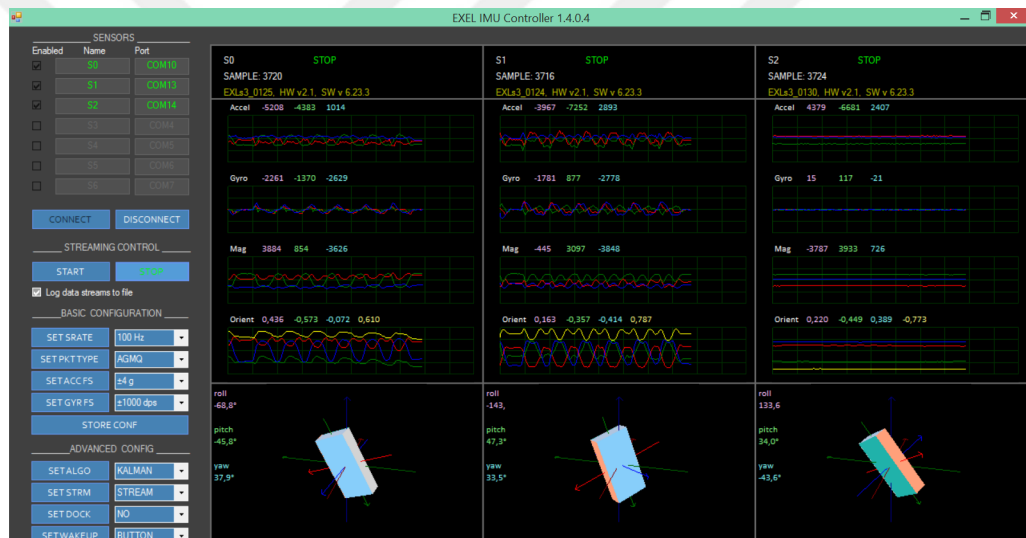 EXEL IMU Controller 1.4.0.4
SENSORS
Enabled Name Port
S0 COM10
S1 COM13
S2 COM14
S3 COM4
S4 COM5
S5 COM6
S6 COM7
CONNECT DISCONNECT
STREAMING CONTROL
START STOP
Log data streams to file
BASIC CONFIGURATION
SET SRATE 100 Hz
SET PKT TYPE AGMQ
SET ACC FS ±4 g
SET GYR FS ±1000 dps
STORE CONF
ADVANCED CONFIG
SET ALGO KALMAN
SET STRM STREAM
SET DOCK NO
SET WAKEUP BUTTON
S0 STOP
SAMPLE: 3720
EXLs3_0125, HW v2.1, SW v 6.23.3
Accel -5208 -4383 1014
Gyro -2261 -1370 -2629
Mag 3884 854 -3626
Orient 0,436 -0,573 -0,072 0,610
roll
-68,8°
pitch
-45,8°
yaw
37,9°
S1 STOP
SAMPLE: 3716
EXLs3_0124, HW v2.1, SW v 6.23.3
Accel -3967 -7252 2893
Gyro -1781 877 -2778
Mag -445 3097 -3848
Orient 0,163 -0,357 -0,414 0,787
roll
-143,
pitch
47,3°
yaw
33,5°
S2 STOP
SAMPLE: 3724
EXLs3_0130, HW v2.1, SW v 6.23.3
Accel 4379 -6681 2407
Gyro 15 117 -21
Mag -3787 3933 726
Orient 0,220 -0,449 0,389 -0,773
roll
133,6
pitch
34,0°
yaw
-43,6°